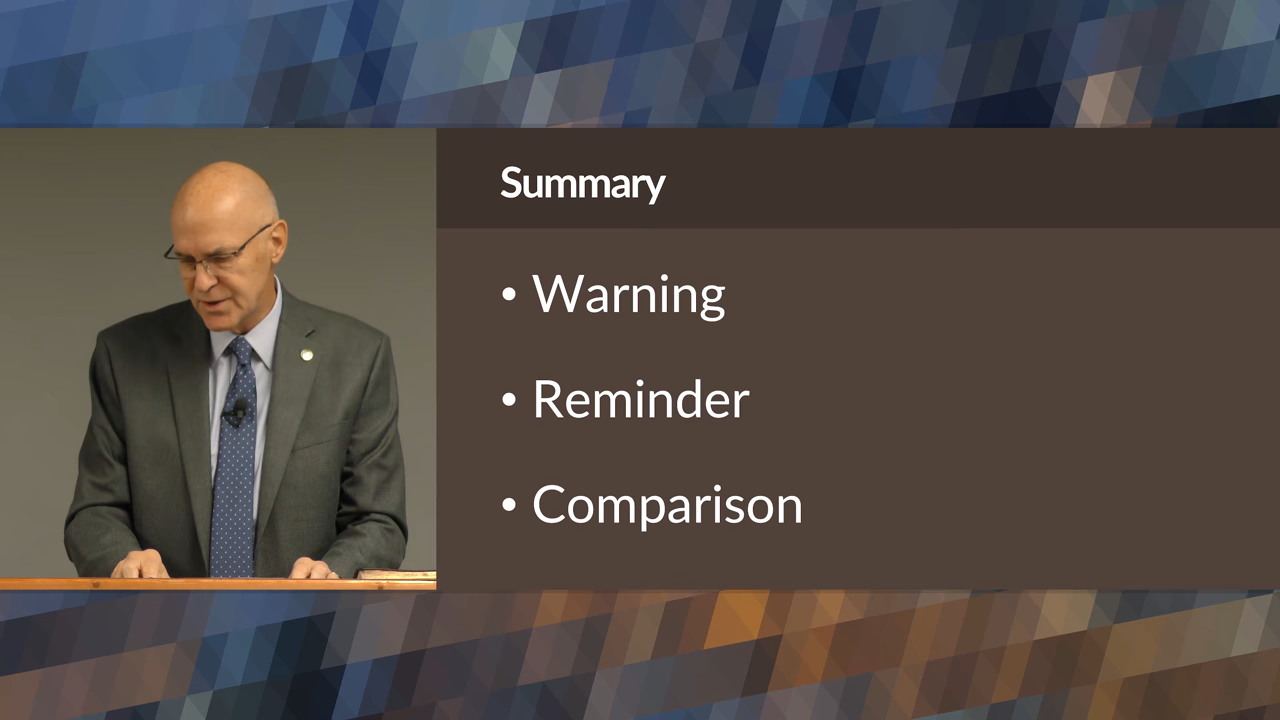 Summary
• Warning
• Reminder
• Comparison